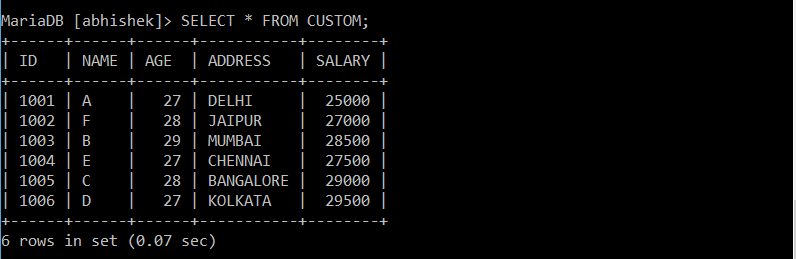 MariaDB [abhishek]> SELECT * FROM CUSTOM;
+------+------+------+-----------+--------+
| ID   | NAME | AGE  | ADDRESS   | SALARY |
+------+------+------+-----------+--------+
| 1001 | A    |   27 | DELHI     |  25000 |
| 1002 | F    |   28 | JAIPUR    |  27000 |
| 1003 | B    |   29 | MUMBAI    |  28500 |
| 1004 | E    |   27 | CHENNAI   |  27500 |
| 1005 | C    |   28 | BANGALORE |  29000 |
| 1006 | D    |   27 | KOLKATA   |  29500 |
+------+------+------+-----------+--------+
6 rows in set (0.07 sec)